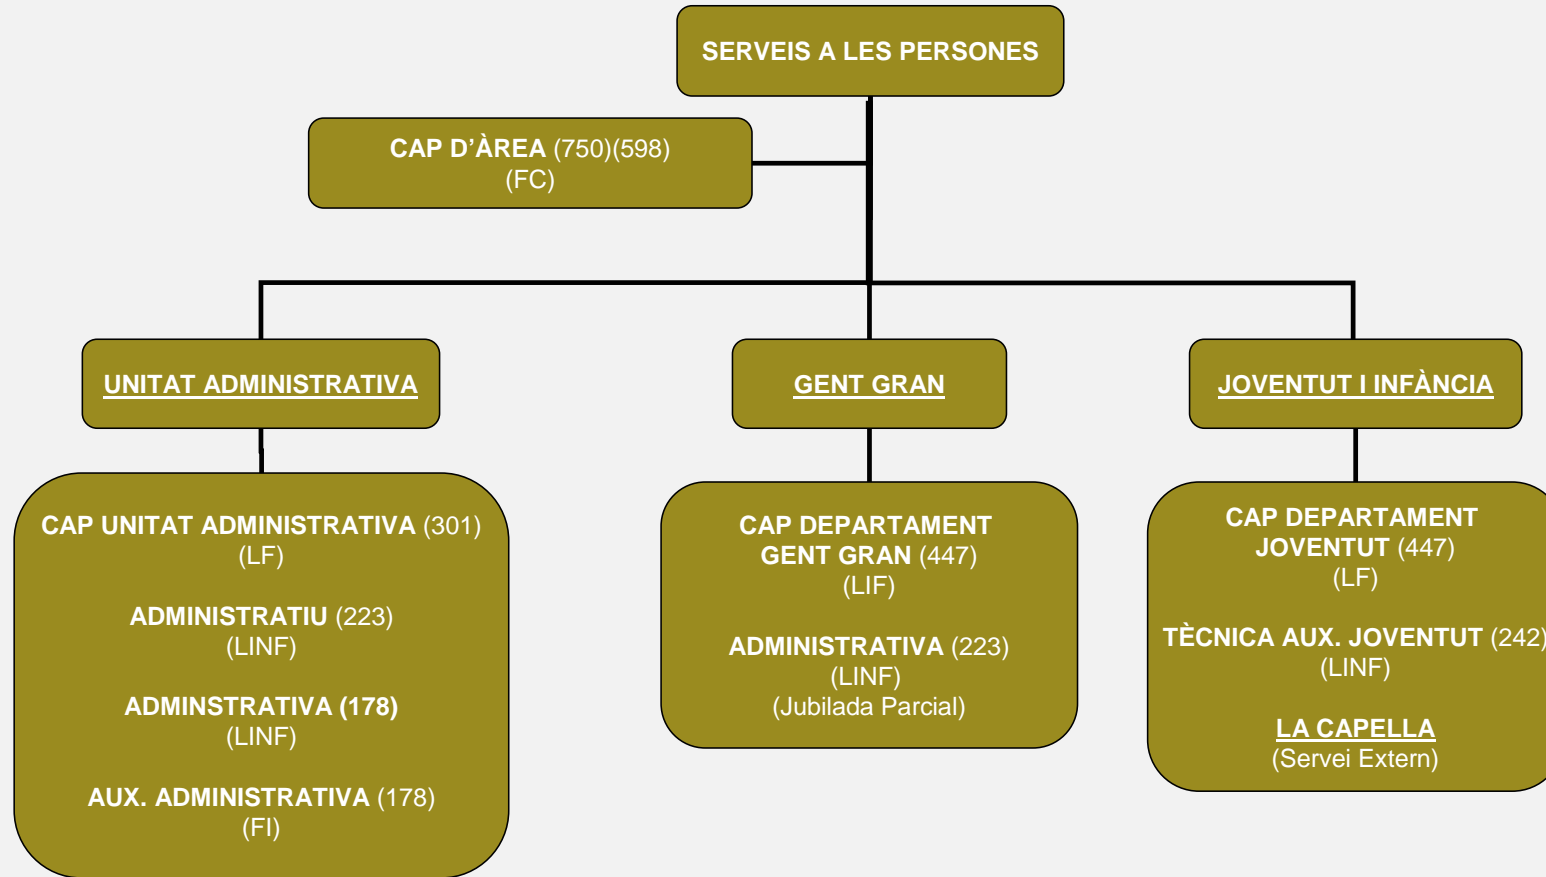 SERVEIS A LES PERSONES
CAP D’ÀREA (750)(598)
(FC)
UNITAT ADMINISTRATIVA
CAP UNITAT ADMINISTRATIVA (301)
(LF)
ADMINISTRATIU (223)
(LINF)
ADMINSTRATIVA (178)
(LINF)
AUX. ADMINISTRATIVA (178)
(FI)
GENT GRAN
CAP DEPARTAMENT
GENT GRAN (447)
(LIF)
ADMINISTRATIVA (223)
(LINF)
(Jubilada Parcial)
JOVENTUT I INFÀNCIA
CAP DEPARTAMENT
JOVENTUT (447)
(LF)
TÈCNICA AUX. JOVENTUT (242)
(LINF)
LA CAPELLA
(Servei Extern)